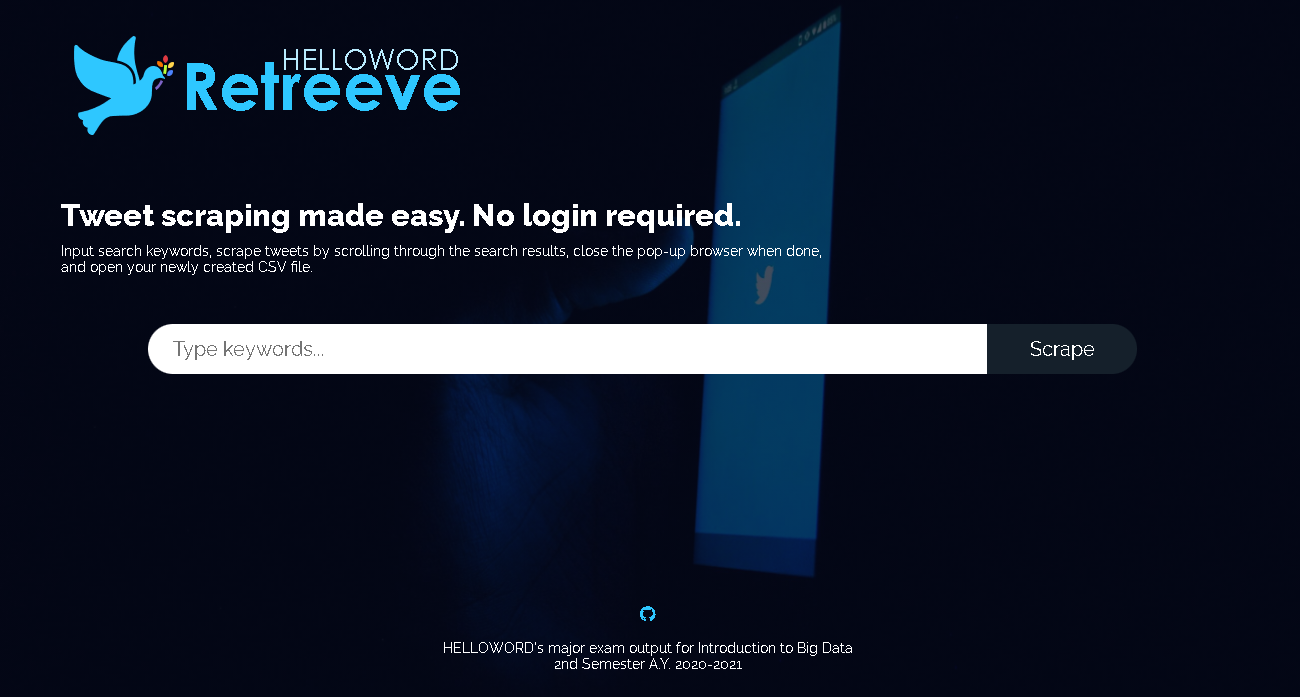 HELLOWORD
Retreeve
Tweet scraping made easy. No login required.
Input search keywords, scrape tweets by scrolling through the search results, close the pop-up browser when done,
and open your newly created CSV file.
Type keywords...
Scrape
HELLOWORD's major exam output for Introduction to Big Data
2nd Semester A.Y. 2020-2021